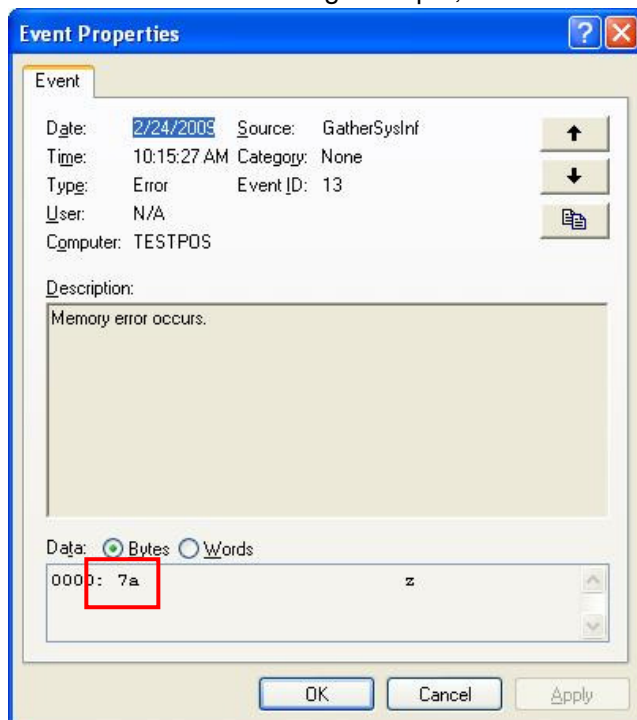 Event Properties
Event
Date: 2/24/2009 Source: GatherSysInf
Time: 10:15:27 AM Category: None
Type: Error Event ID: 13
User: N/A
Computer: TESTPOS
Description:
Memory error occurs.
Data: Bytes Words
0000: 7a z
OK Cancel Apply